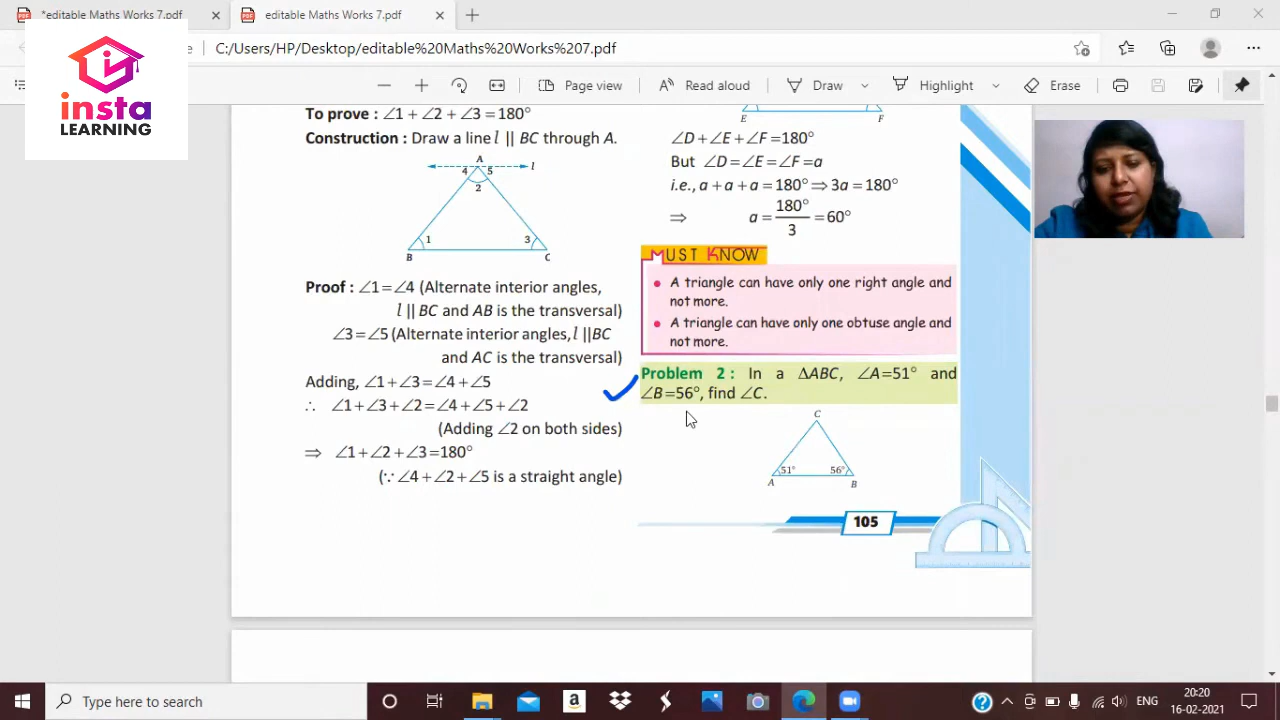 *editable Maths Works 7.pdf
editable Maths Works 7.pdf
C:/Users/HP/Desktop/editable%20Maths%20Works%207.pdf
Page view
Read aloud
Draw
Highlight
Erase
insta
LEARNING
To prove : ∠1 + ∠2 + ∠3 = 180°
Construction: Draw a line l || BC through A.
A
l
4 5
2
1 3
B C
Proof : ∠1 = ∠4 (Alternate interior angles,
l || BC and AB is the transversal)
∠3 = ∠5 (Alternate interior angles, l ||BC
and AC is the transversal)
Adding, ∠1 + ∠3 = ∠4 + ∠5
∴ ∠1 + ∠3 + ∠2 = ∠4 + ∠5 + ∠2
(Adding ∠2 on both sides)
⇒ ∠1 + ∠2 + ∠3 = 180°
(∵ ∠4 + ∠2 + ∠5 is a straight angle)
E F
∠D + ∠E + ∠F = 180°
But ∠D = ∠E = ∠F = a
i.e., a + a + a = 180° ⇒ 3a = 180°
⇒ a = 180°/3 = 60°
MUST KNOW
• A triangle can have only one right angle and
not more.
• A triangle can have only one obtuse angle and
not more.
Problem 2 : In a ΔABC, ∠A=51° and
∠B=56°, find ∠C.
C
51° 56°
A B
105
Type here to search
a
ENG
20:20
16-02-2021